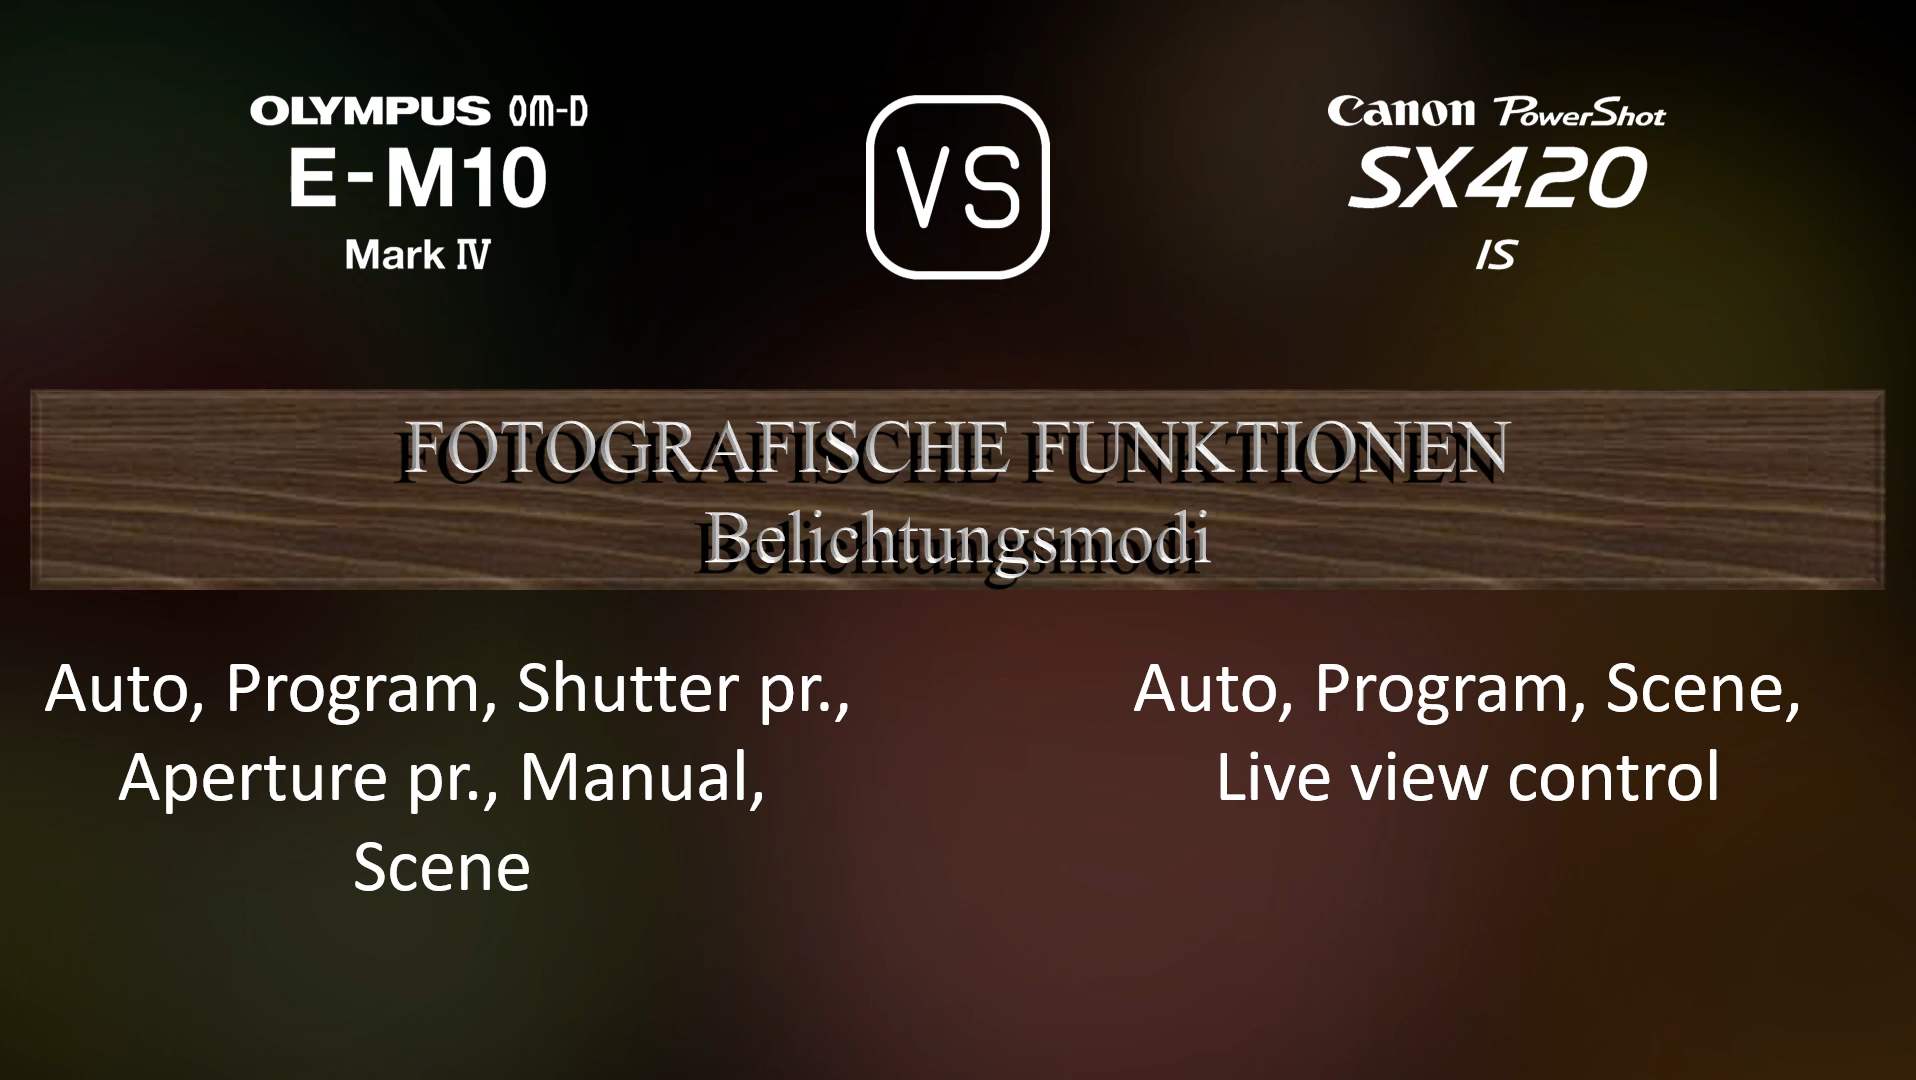 OLYMPUS OM-D
E-M10
Mark IV
VS
Canon PowerShot
SX420
IS
FOTOGRAFISCHE FUNKTIONEN
Belichtungsmodi
Auto, Program, Shutter pr.,
Aperture pr., Manual,
Scene
Auto, Program, Scene,
Live view control